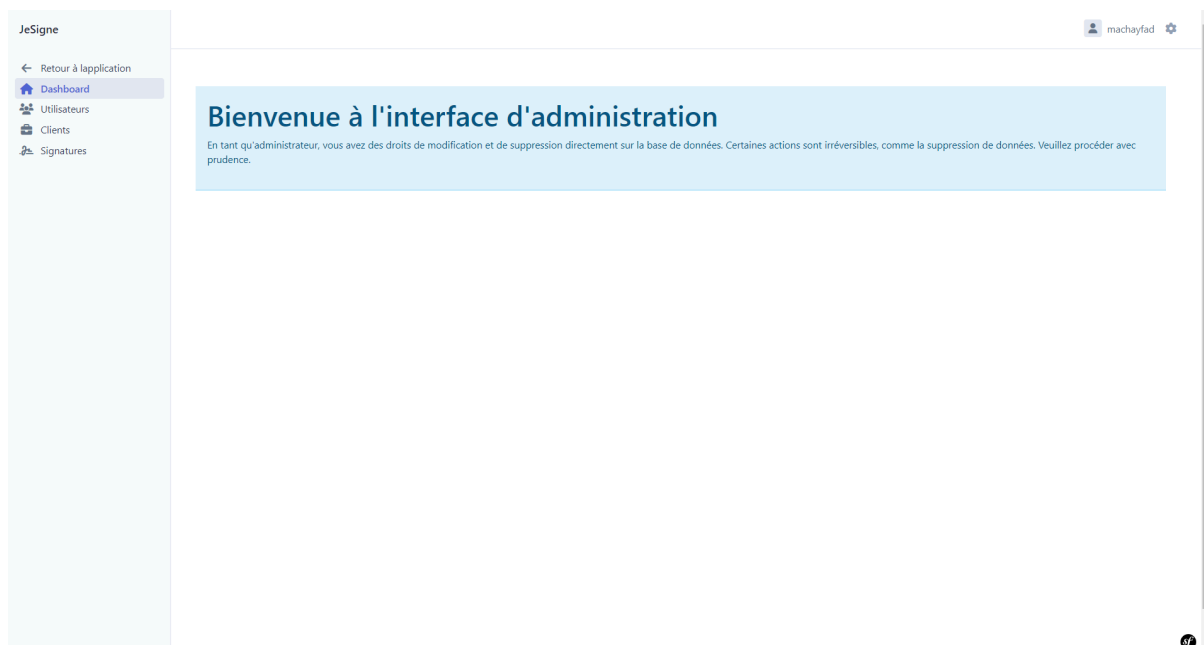 JeSigne
machayfad
Retour à lapplication
Dashboard
Utilisateurs
Clients
Signatures
Bienvenue à l'interface d'administration
En tant qu'administrateur, vous avez des droits de modification et de suppression directement sur la base de données. Certaines actions sont irréversibles, comme la suppression de données. Veuillez procéder avec
prudence.
sf